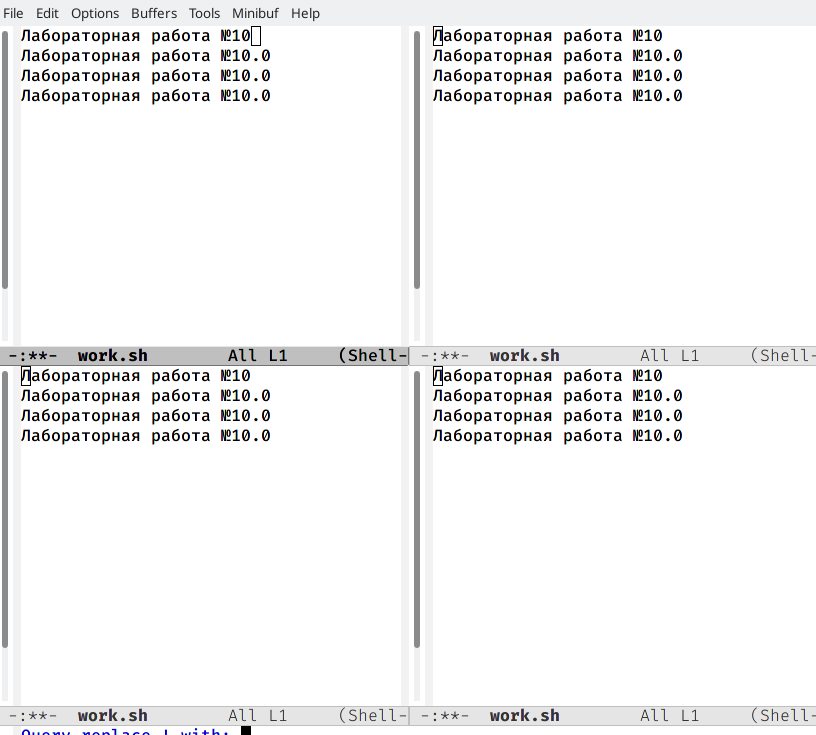 File Edit Options Buffers Tools Minibuf Help
Лабораторная работа №10
Лабораторная работа №10.0
Лабораторная работа №10.0
Лабораторная работа №10.0
-:**- work.sh All L1 (Shell-
Лабораторная работа №10
Лабораторная работа №10.0
Лабораторная работа №10.0
Лабораторная работа №10.0
-:**- work.sh All L1 (Shell-
Лабораторная работа №10
Лабораторная работа №10.0
Лабораторная работа №10.0
Лабораторная работа №10.0
-:**- work.sh All L1 (Shell-
Лабораторная работа №10
Лабораторная работа №10.0
Лабораторная работа №10.0
Лабораторная работа №10.0
-:**- work.sh All L1 (Shell-
Query replace with: